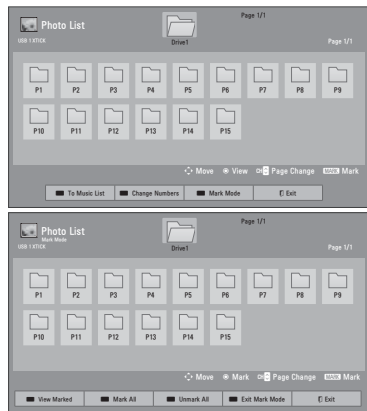 Page 1/1
Photo List
USB 1 XTICK
Drive1
Page 1/1
P1 P2 P3 P4 P5 P6 P7 P8 P9
P10 P11 P12 P13 P14 P15
Move View CH Page Change MARK Mark
To Music List Change Numbers Mark Mode Exit
Page 1/1
Photo List
Mark Mode
USB 1 XTICK
Drive1
Page 1/1
P1 P2 P3 P4 P5 P6 P7 P8 P9
P10 P11 P12 P13 P14 P15
Move Mark CH Page Change MARK Mark
View Marked Mark All Unmark All Exit Mark Mode Exit